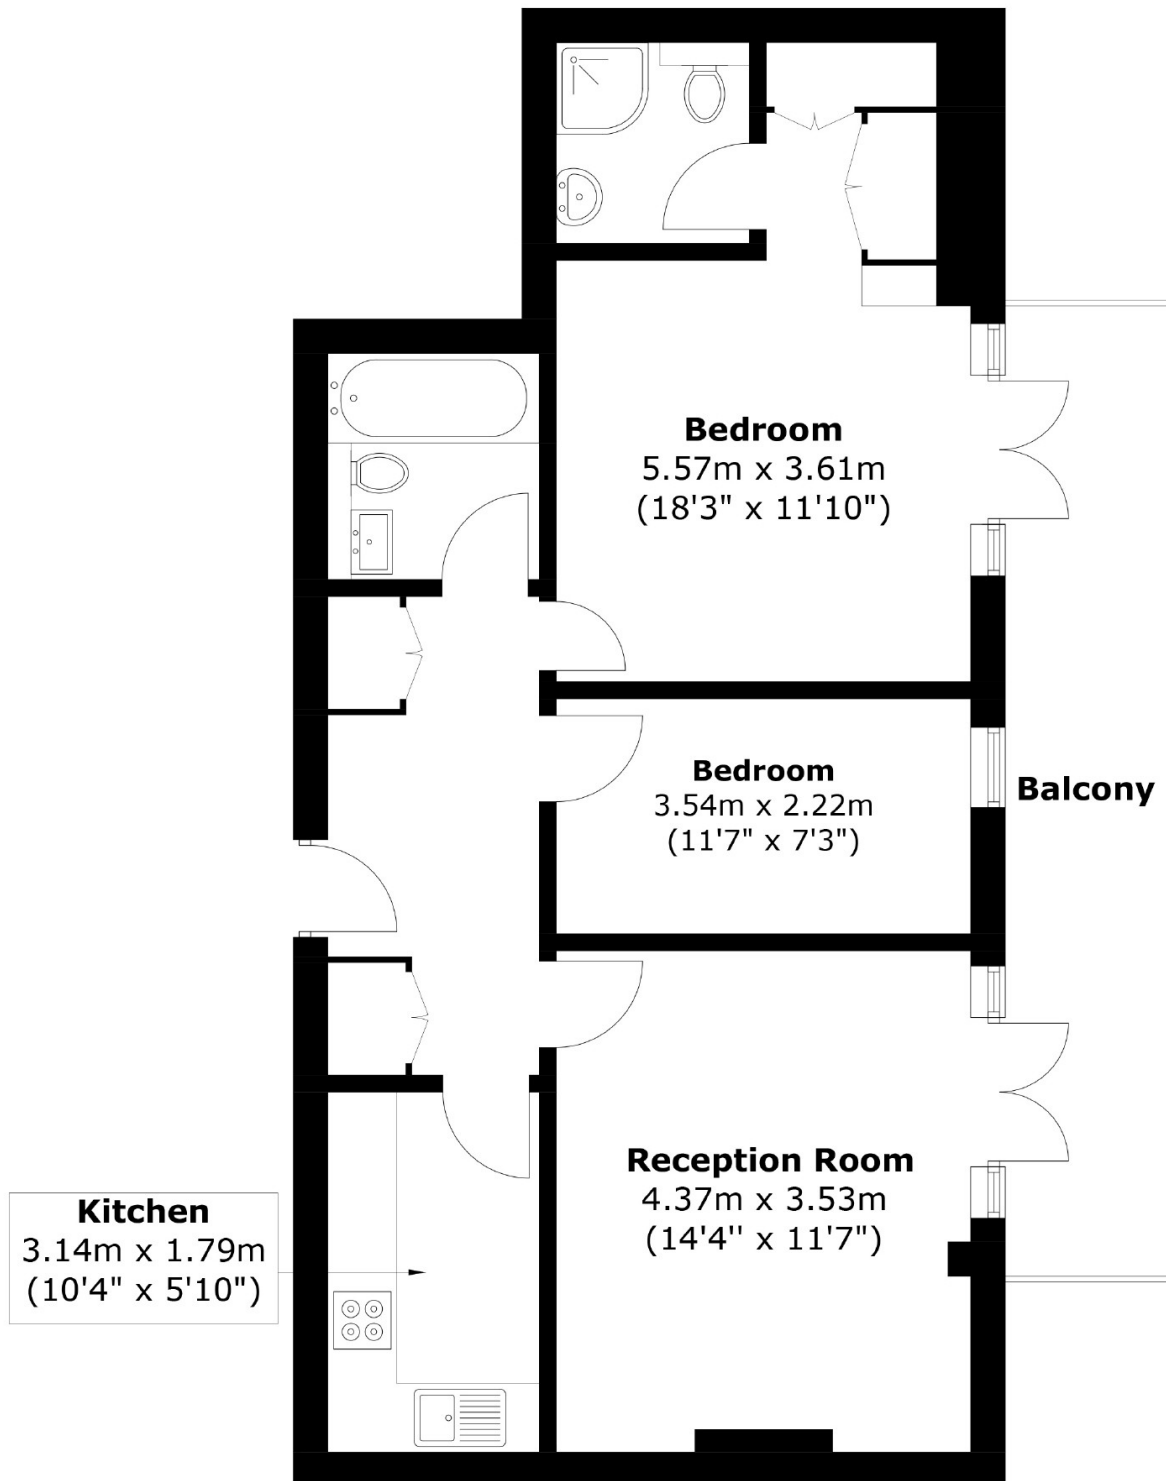 Bedroom
5.57m x 3.61m
(18'3" x 11'10")
Bedroom
3.54m x 2.22m
(11'7" x 7'3")
Balcony
Reception Room
4.37m x 3.53m
(14'4'' x 11'7")
Kitchen
3.14m x 1.79m
(10'4" x 5'10")